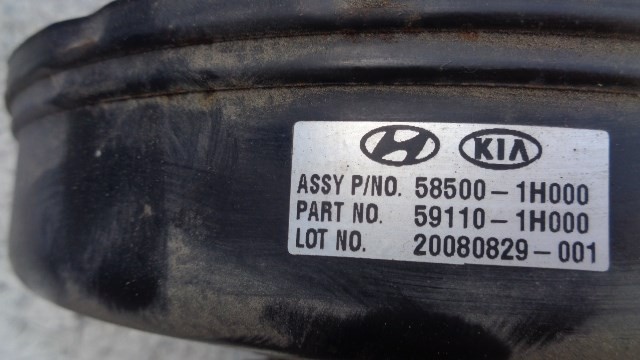 KIA
ASSY P/NO. 58500-1H000
PART NO. 59110-1H000
LOT NO. 20080829-001